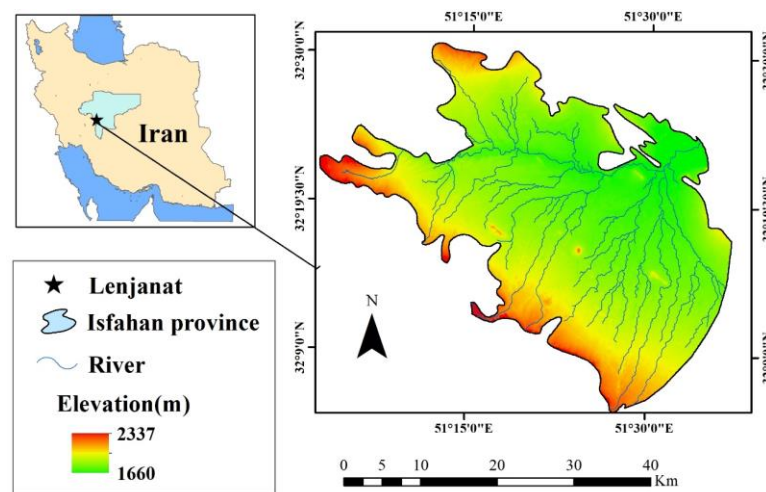 51°15'0"E 51°30'0"E
32°30'0"N
32°19'30"N
32°9'0"N
Iran
N
Lenjanat
Isfahan province
River
Elevation(m)
2337
1660
51°15'0"E 51°30'0"E
0 5 10 20 30 40
Km